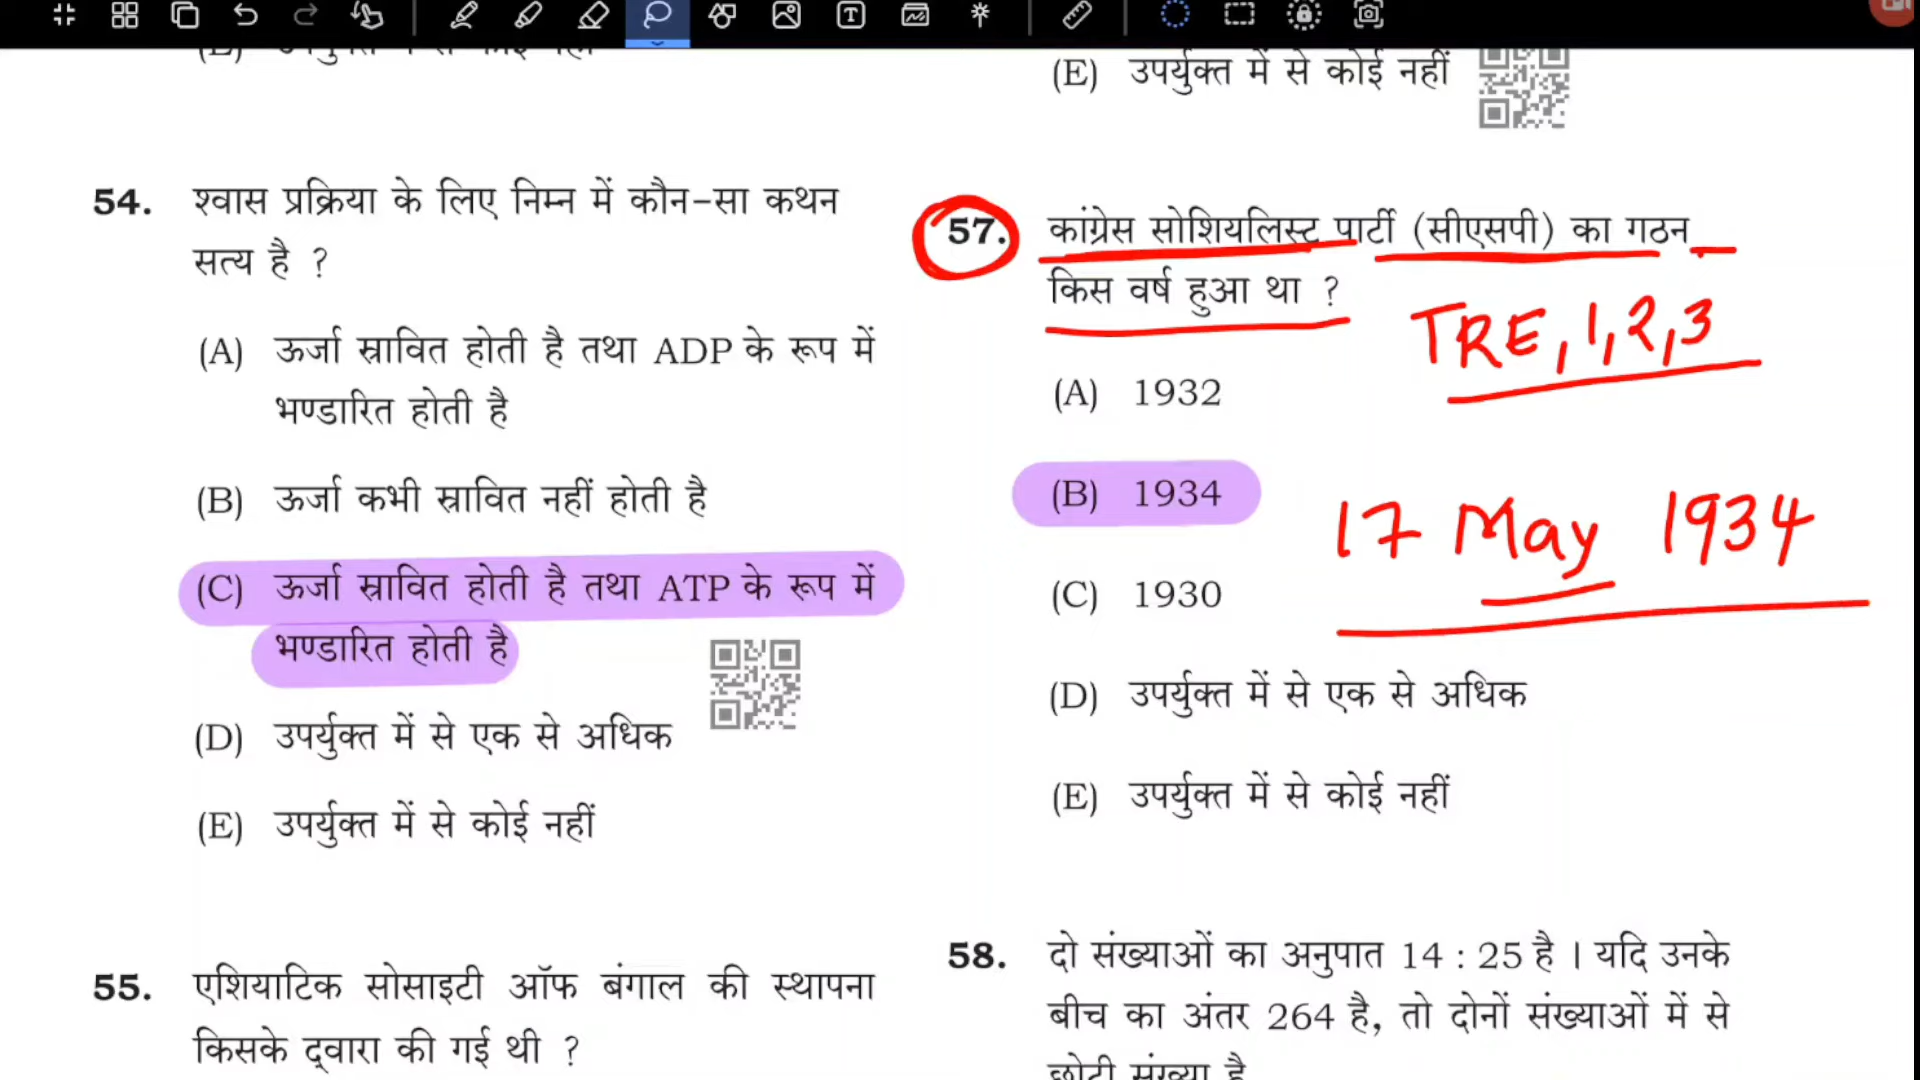 (E) उपर्युक्त में से कोई नहीं
54. श्वास प्रक्रिया के लिए निम्न में कौन-सा कथन
सत्य है ?
(A) ऊर्जा स्रावित होती है तथा ADP के रूप में
भण्डारित होती है
(B) ऊर्जा कभी स्रावित नहीं होती है
(C) ऊर्जा स्रावित होती है तथा ATP के रूप में
भण्डारित होती है
(D) उपर्युक्त में से एक से अधिक
(E) उपर्युक्त में से कोई नहीं
55. एशियाटिक सोसाइटी ऑफ बंगाल की स्थापना
किसके द्वारा की गई थी ?
(E) उपर्युक्त में से कोई नहीं
57. कांग्रेस सोशियलिस्ट पार्टी (सीएसपी) का गठन
किस वर्ष हुआ था ?
TRE, 1, 2, 3
(A) 1932
(B) 1934
17 May 1934
(C) 1930
(D) उपर्युक्त में से एक से अधिक
(E) उपर्युक्त में से कोई नहीं
58. दो संख्याओं का अनुपात 14 : 25 है । यदि उनके
बीच का अंतर 264 है, तो दोनों संख्याओं में से
छोटी संख्या है